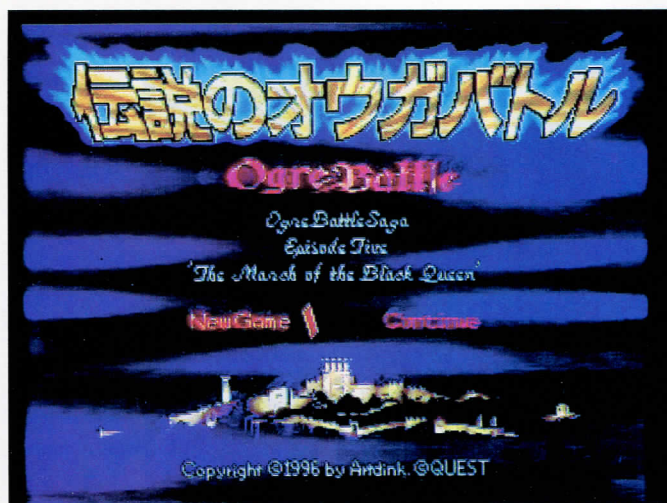 伝説のオウガバトル
Ogre Battle
Ogre Battle Saga
Episode Five
'The March of the Black Queen'
New Game Continue
Copyright ©1996 by Artdink. ©QUEST